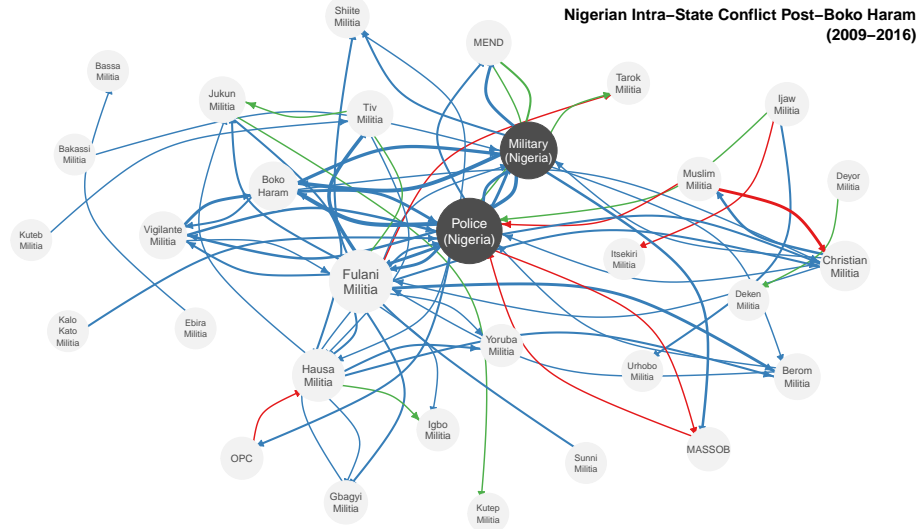 Nigerian Intra−State Conflict Post−Boko Haram
(2009−2016)
Shiite
Militia
MEND
Bassa
Militia
Jukun
Militia
Tiv
Militia
Tarok
Militia
Ijaw
Militia
Military
(Nigeria)
Bakassi
Militia
Boko
Haram
Muslim
Militia
Deyor
Militia
Kuteb
Militia
Vigilante
Militia
Police
(Nigeria)
Itsekiri
Militia
Christian
Militia
Fulani
Militia
Deken
Militia
Kalo
Kato
Militia
Ebira
Militia
Yoruba
Militia
Hausa
Militia
Urhobo
Militia
Berom
Militia
Igbo
Militia
OPC
MASSOB
Sunni
Militia
Gbagyi
Militia
Kutep
Militia